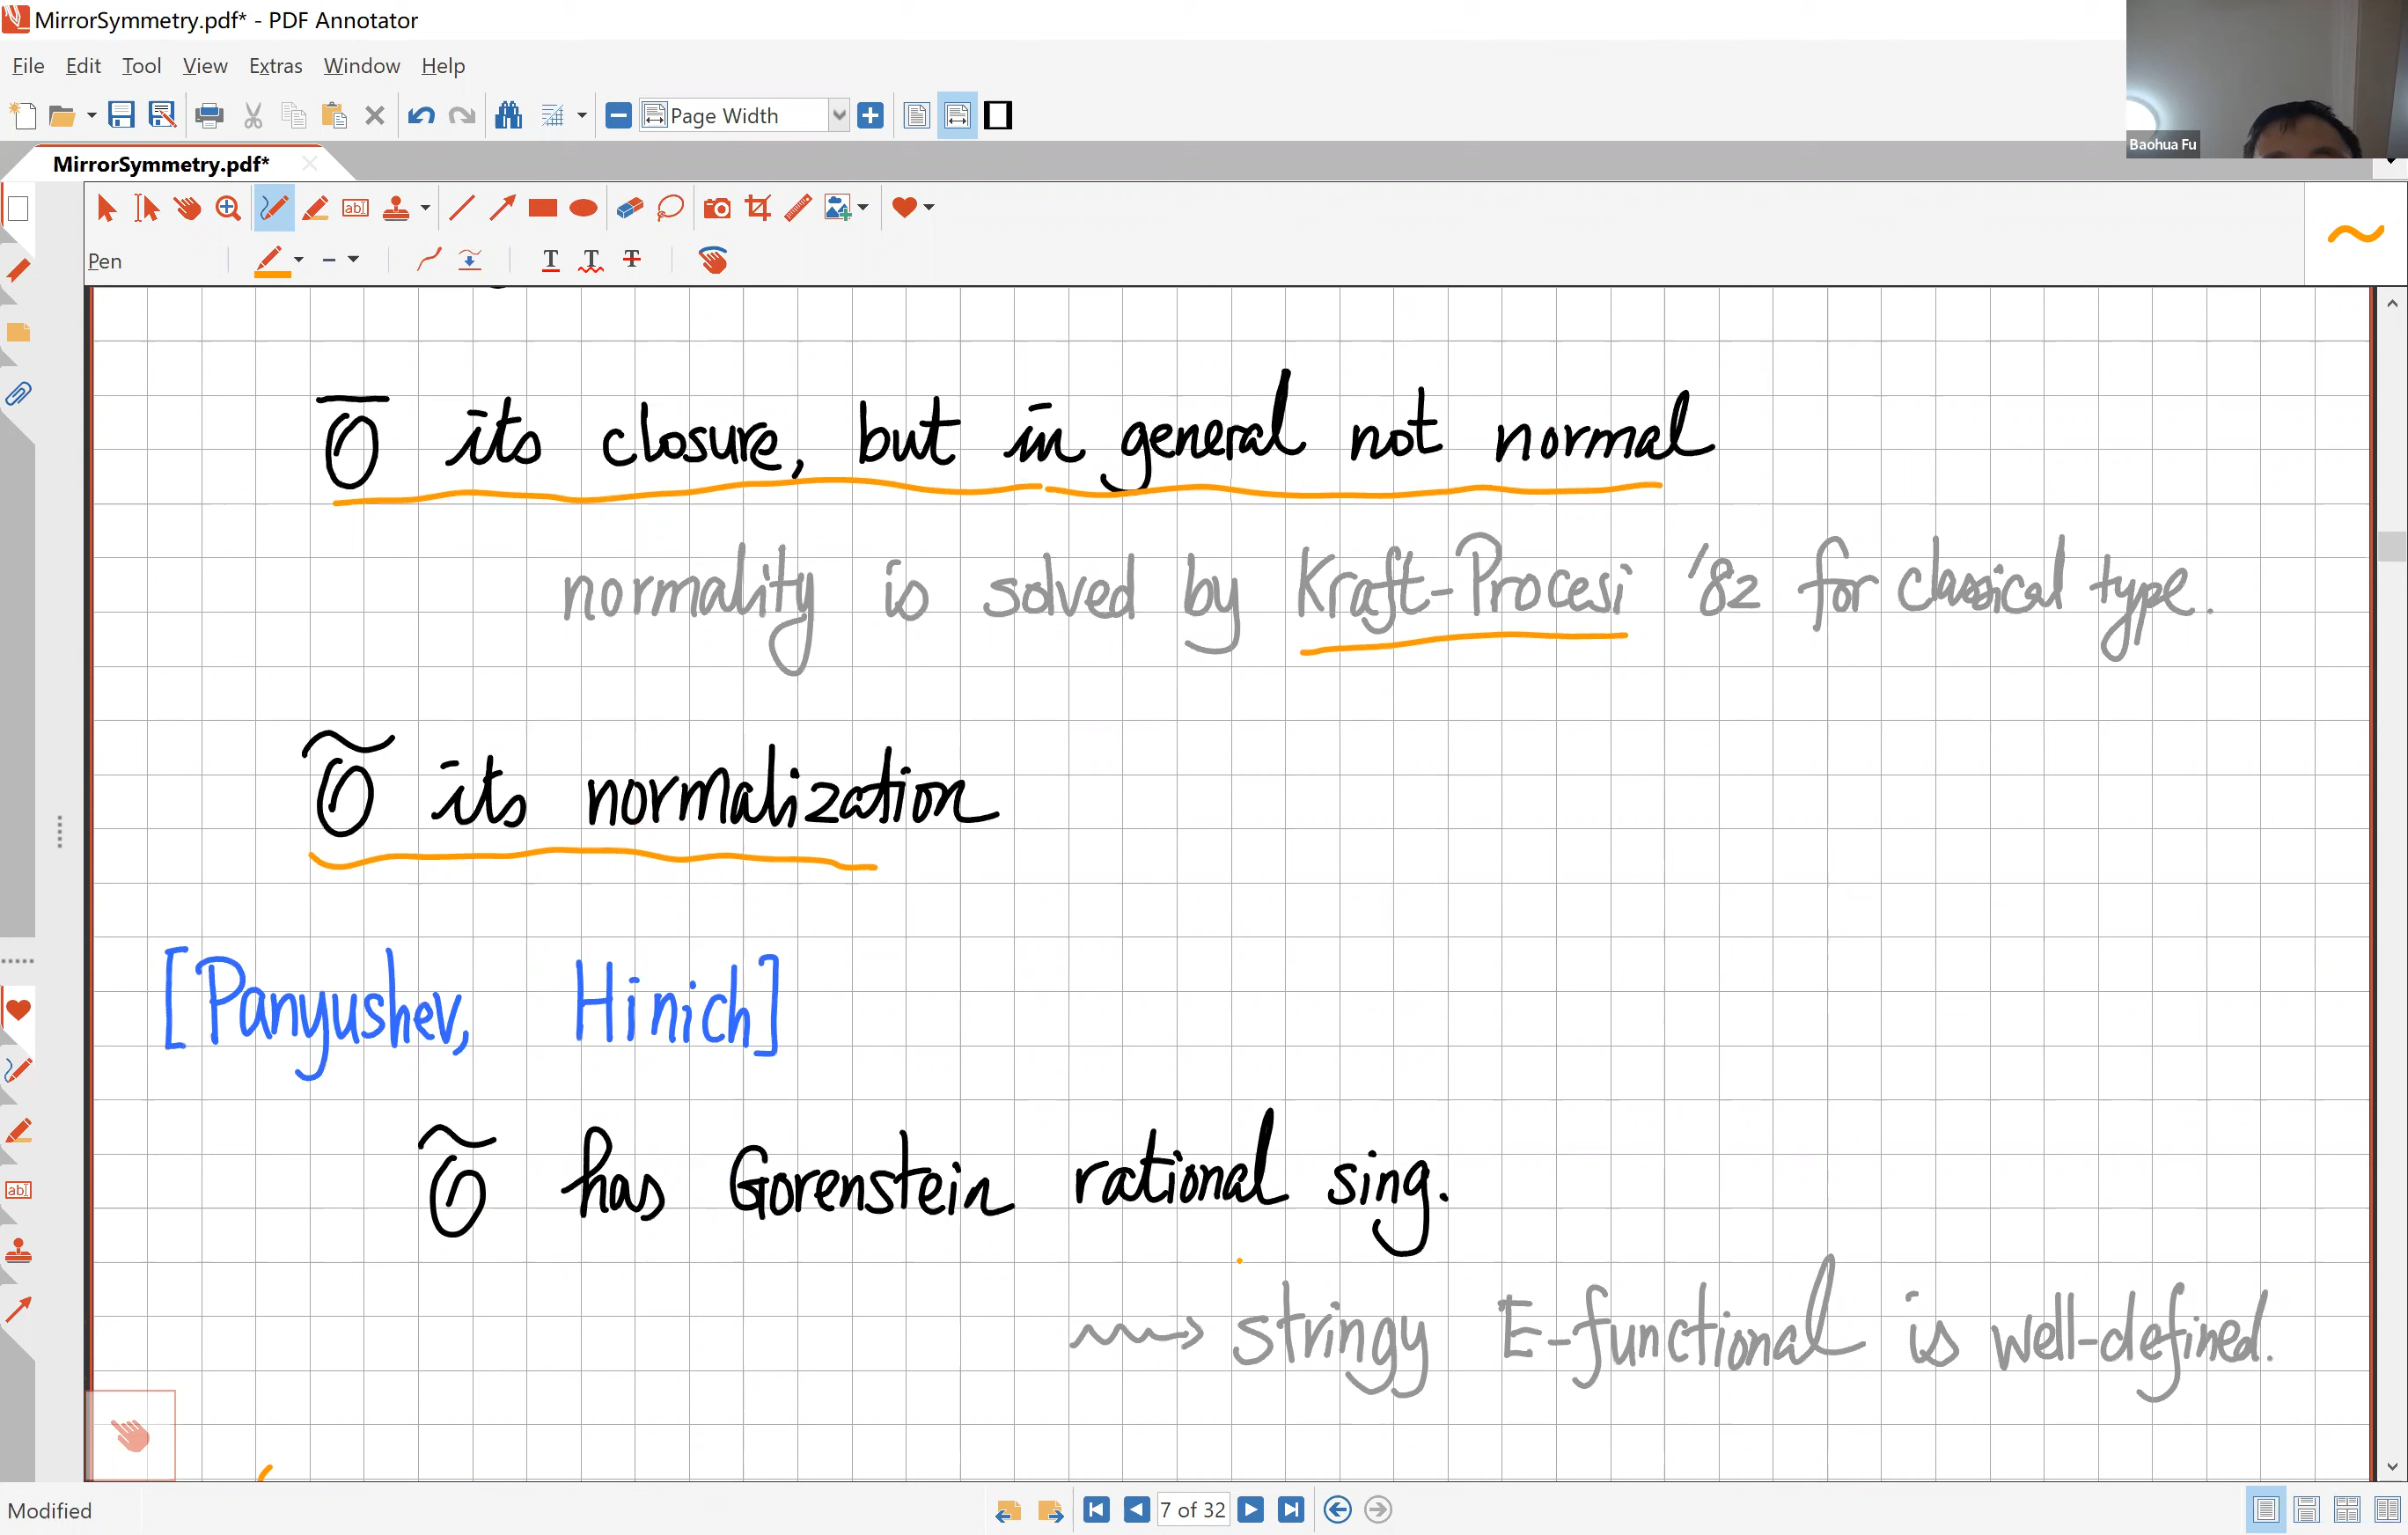 MirrorSymmetry.pdf* - PDF Annotator
File Edit Tool View Extras Window Help
Page Width
Baohua Fu
MirrorSymmetry.pdf*
Pen
O̅ its closure, but in general not normal
normality is solved by Kraft-Procesi '82 for classical type.
Õ its normalization
[Panyushev, Hinich]
Õ has Gorenstein rational sing.
⇝ stringy E-functional is well-defined.
Modified
7 of 32